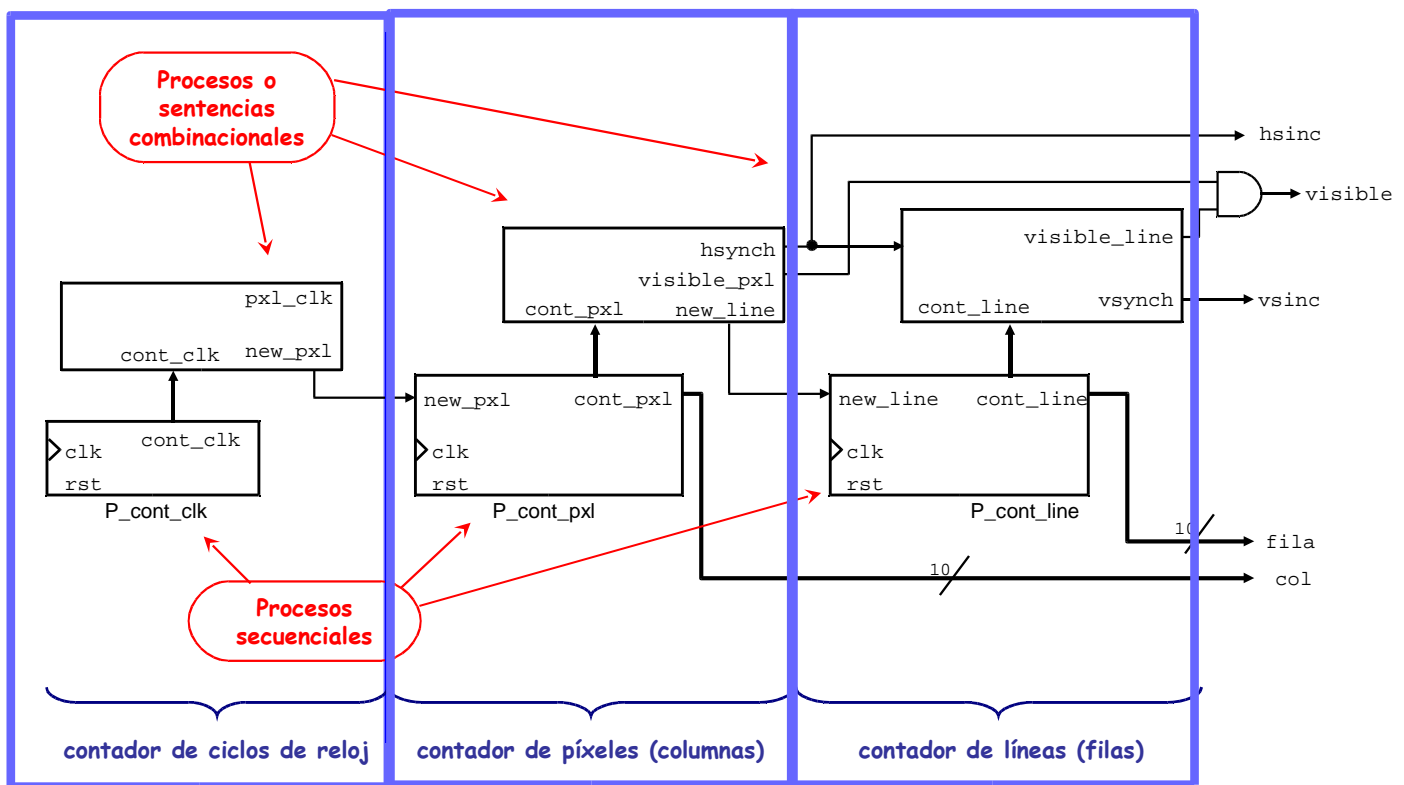 Procesos o
sentencias
combinacionales
hsinc
visible
hsynch
visible_pxl
cont_pxl
new_line
visible_line
vsynch
cont_line
vsinc
pxl_clk
cont_clk
new_pxl
new_pxl
cont_pxl
clk
rst
P_cont_pxl
new_line
cont_line
clk
rst
P_cont_line
cont_clk
clk
rst
P_cont_clk
10
fila
10
col
Procesos
secuenciales
contador de ciclos de reloj
contador de píxeles (columnas)
contador de líneas (filas)